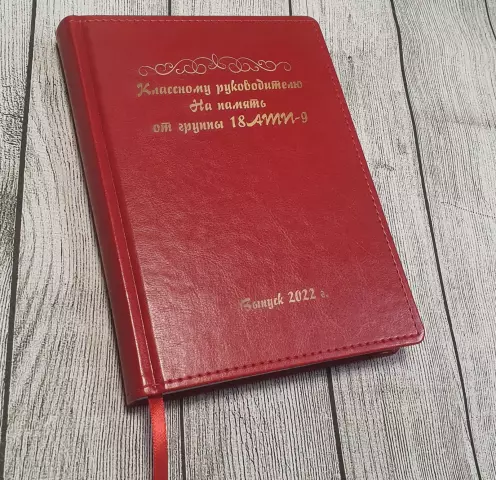 Классному руководителю
На память
от группы 18АТП-9
Выпуск 2022 г.